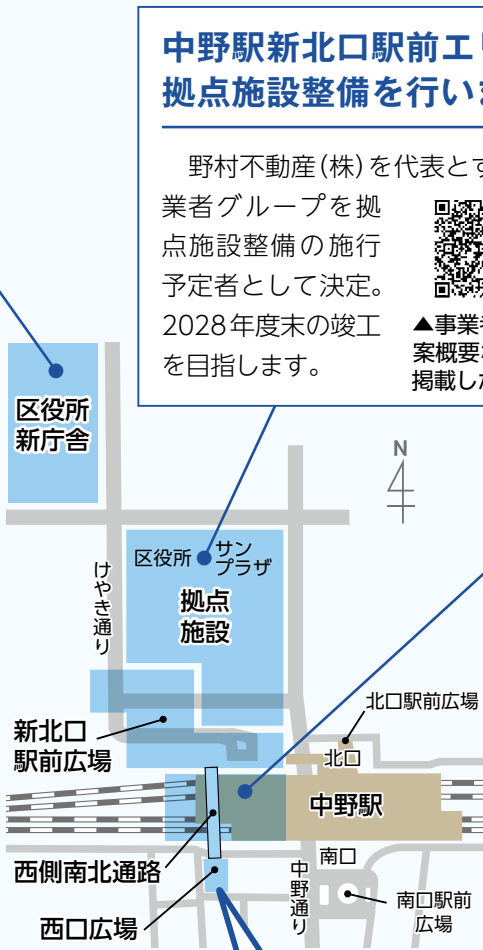 中野駅新北口駅前エリ
拠点施設整備を行い
野村不動産(株)を代表とす
業者グループを拠
点施設整備の施行
予定者として決定。
2028年度末の竣工
を目指します。
▲事業者
案概要
掲載した
N
区役所
新庁舎
けやき通り
区役所
サン
プラザ
拠点
施設
新北口
駅前広場
北口駅前広場
北口
中野駅
西側南北通路
南口
中野通り
西口広場
南口駅前
広場